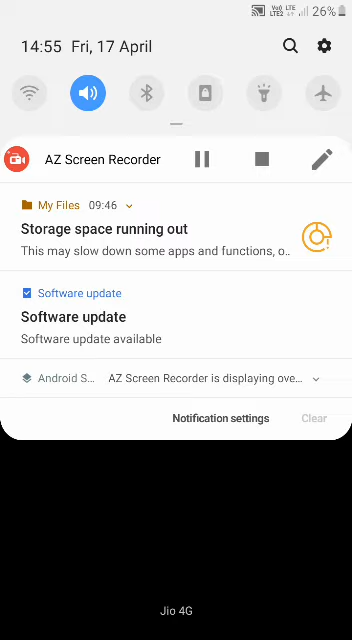 Vo) LTE
LTE2 26%
14:55 Fri, 17 April
AZ Screen Recorder
My Files 09:46
Storage space running out
This may slow down some apps and functions, o..
Software update
Software update
Software update available
Android S... AZ Screen Recorder is displaying ove...
Notification settings Clear
Jio 4G